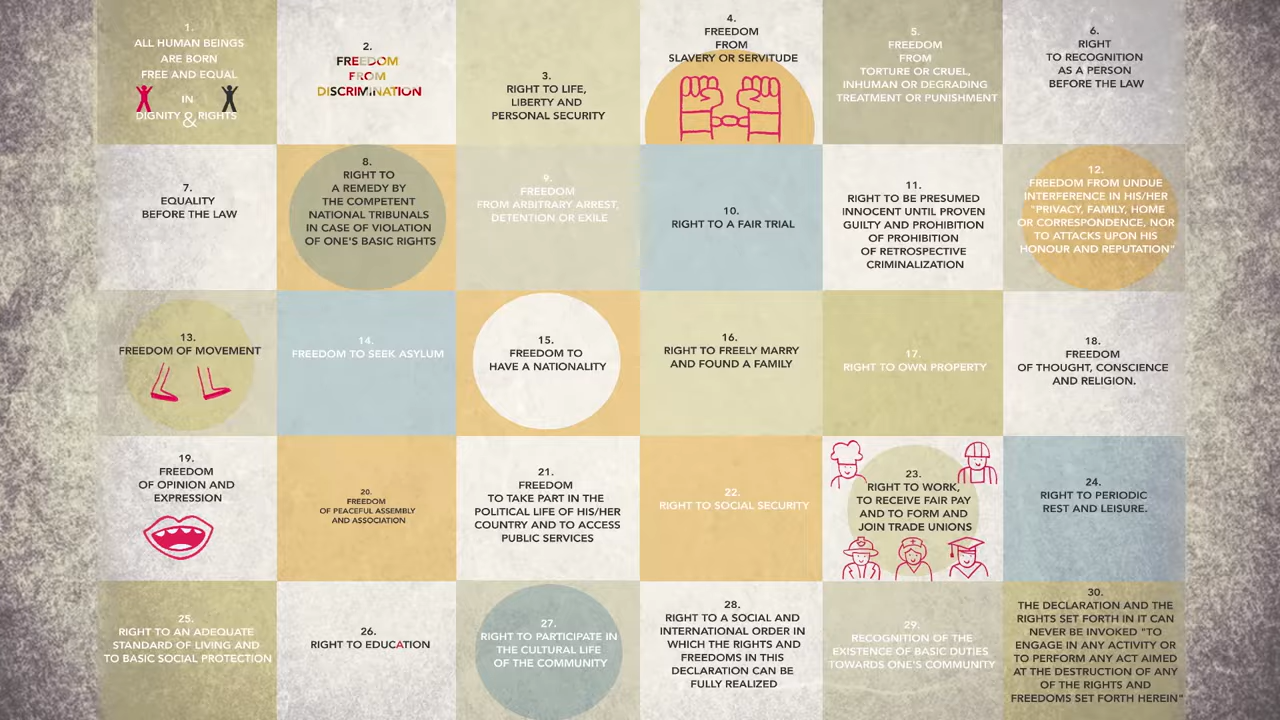 1.
ALL HUMAN BEINGS
ARE BORN
FREE AND EQUAL
IN
DIGNITY & RIGHTS
2.
FREEDOM
FROM
DISCRIMINATION
3.
RIGHT TO LIFE,
LIBERTY AND
PERSONAL SECURITY
4.
FREEDOM
FROM
SLAVERY OR SERVITUDE
5.
FREEDOM
FROM
TORTURE OR CRUEL,
INHUMAN OR DEGRADING
TREATMENT OR PUNISHMENT
6.
RIGHT
TO RECOGNITION
AS A PERSON
BEFORE THE LAW
7.
EQUALITY
BEFORE THE LAW
8.
RIGHT TO
A REMEDY BY
THE COMPETENT
NATIONAL TRIBUNALS
IN CASE OF VIOLATION
OF ONE'S BASIC RIGHTS
9.
FREEDOM
FROM ARBITRARY ARREST,
DETENTION OR EXILE
10.
RIGHT TO A FAIR TRIAL
11.
RIGHT TO BE PRESUMED
INNOCENT UNTIL PROVEN
GUILTY AND PROHIBITION
OF PROHIBITION
OF RETROSPECTIVE
CRIMINALIZATION
12.
FREEDOM FROM UNDUE
INTERFERENCE IN HIS/HER
"PRIVACY, FAMILY, HOME
OR CORRESPONDENCE, NOR
TO ATTACKS UPON HIS
HONOUR AND REPUTATION"
13.
FREEDOM OF MOVEMENT
14.
FREEDOM TO SEEK ASYLUM
15.
FREEDOM TO
HAVE A NATIONALITY
16.
RIGHT TO FREELY MARRY
AND FOUND A FAMILY
17.
RIGHT TO OWN PROPERTY
18.
FREEDOM
OF THOUGHT, CONSCIENCE
AND RELIGION.
19.
FREEDOM
OF OPINION AND
EXPRESSION
20.
FREEDOM
OF PEACEFUL ASSEMBLY
AND ASSOCIATION
21.
FREEDOM
TO TAKE PART IN THE
POLITICAL LIFE OF HIS/HER
COUNTRY AND TO ACCESS
PUBLIC SERVICES
22.
RIGHT TO SOCIAL SECURITY
23.
RIGHT TO WORK,
TO RECEIVE FAIR PAY
AND TO FORM AND
JOIN TRADE UNIONS
24.
RIGHT TO PERIODIC
REST AND LEISURE.
25.
RIGHT TO AN ADEQUATE
STANDARD OF LIVING AND
TO BASIC SOCIAL PROTECTION
26.
RIGHT TO EDUCATION
27.
RIGHT TO PARTICIPATE IN
THE CULTURAL LIFE
OF THE COMMUNITY
28.
RIGHT TO A SOCIAL AND
INTERNATIONAL ORDER IN
WHICH THE RIGHTS AND
FREEDOMS IN THIS
DECLARATION CAN BE
FULLY REALIZED
29.
RECOGNITION OF THE
EXISTENCE OF BASIC DUTIES
TOWARDS ONE'S COMMUNITY
30.
THE DECLARATION AND THE
RIGHTS SET FORTH IN IT CAN
NEVER BE INVOKED "TO
ENGAGE IN ANY ACTIVITY OR
TO PERFORM ANY ACT AIMED
AT THE DESTRUCTION OF ANY
OF THE RIGHTS AND
FREEDOMS SET FORTH HEREIN"